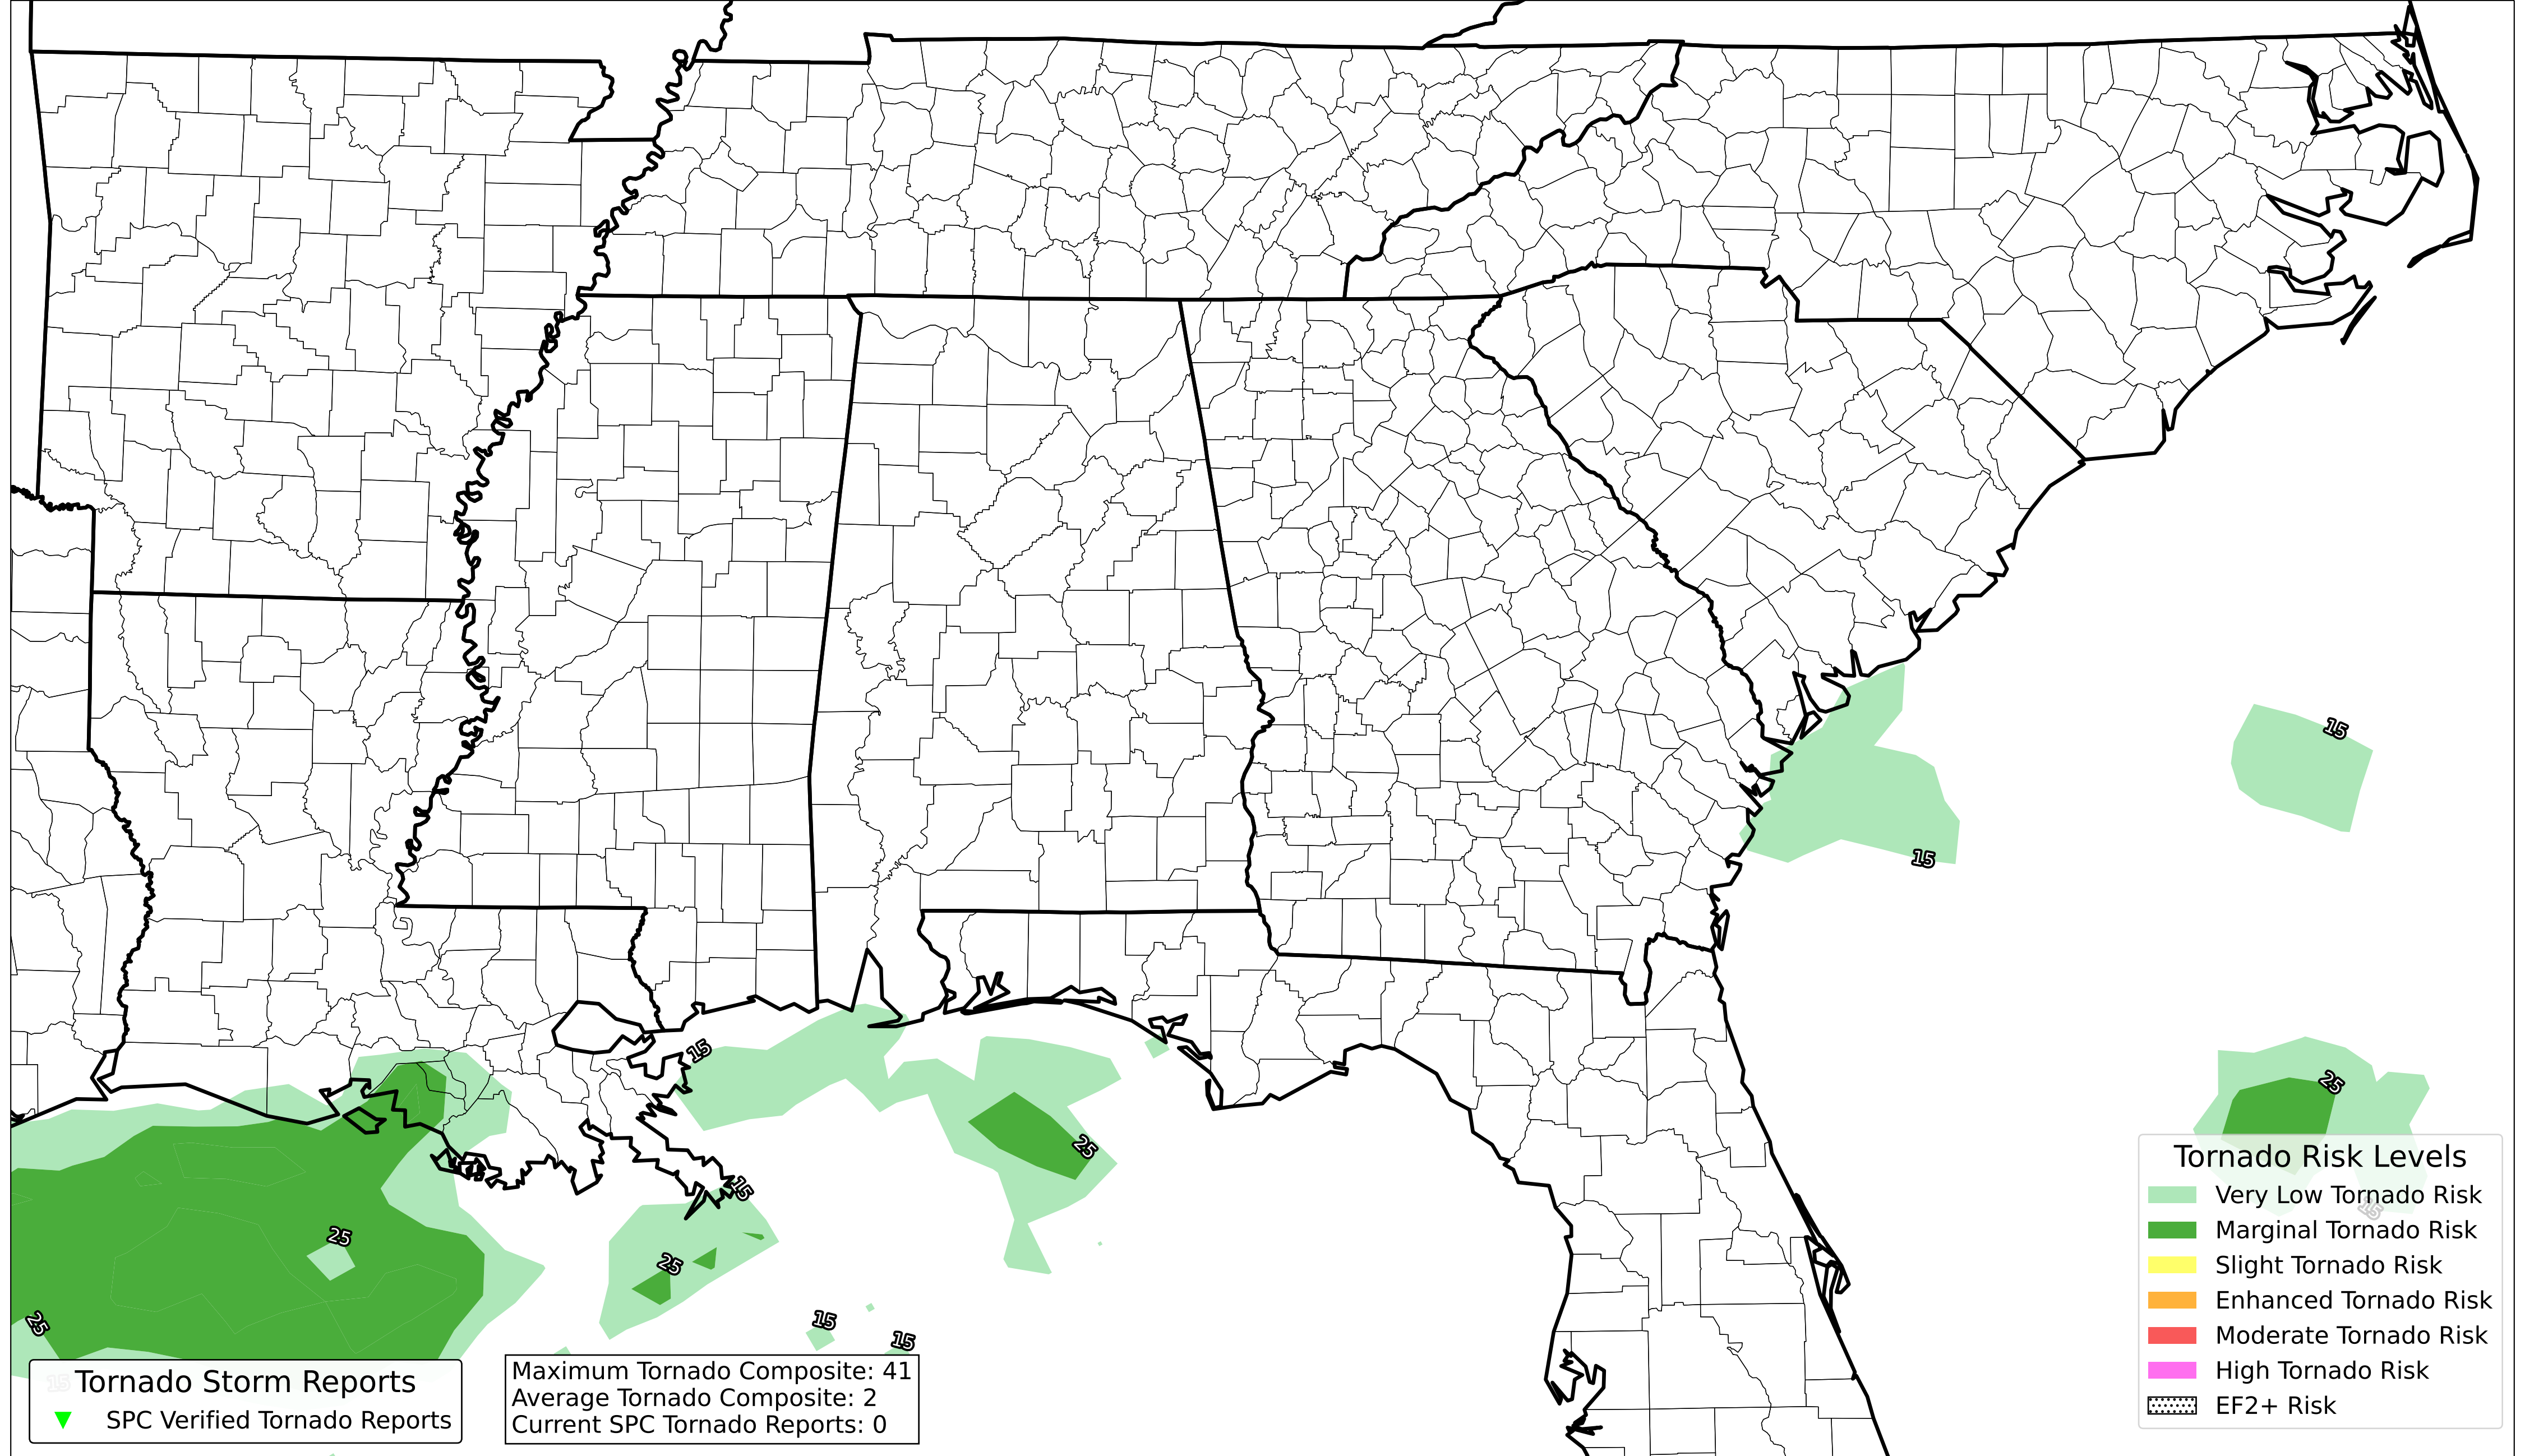 15
15
15
25
25
15
25
25
25
15
15
15
15
15
Tornado Risk Levels
Very Low Tornado Risk
Marginal Tornado Risk
Slight Tornado Risk
Enhanced Tornado Risk
Moderate Tornado Risk
High Tornado Risk
EF2+ Risk
Tornado Storm Reports
SPC Verified Tornado Reports
Maximum Tornado Composite: 41
Average Tornado Composite: 2
Current SPC Tornado Reports: 0